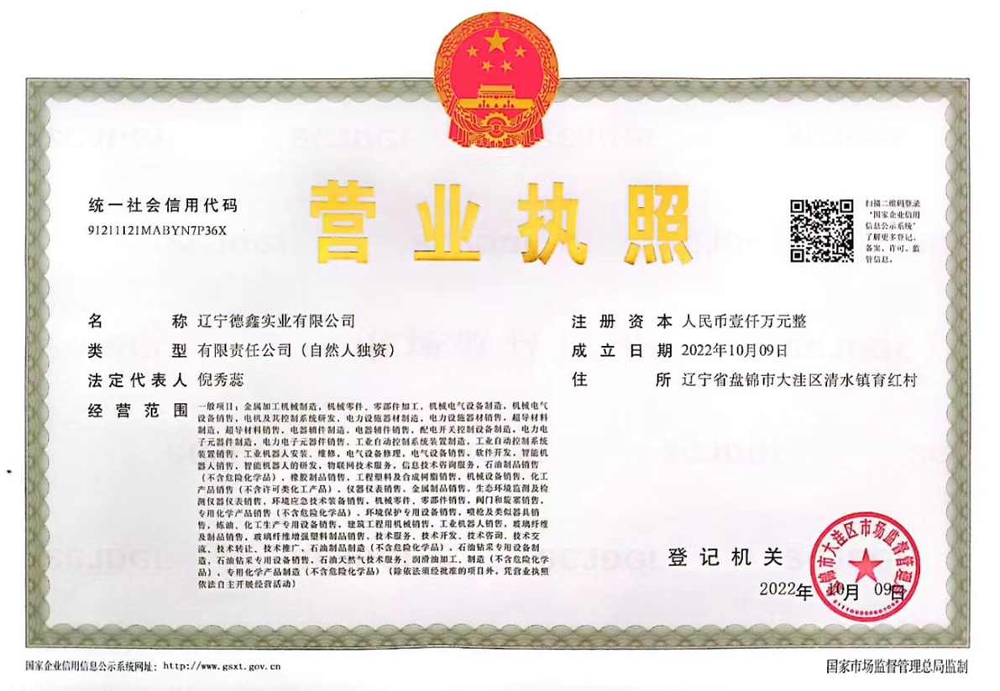 营业执照
统一社会信用代码
91211121MABYN7P36X
扫描二维码登录
“国家企业信用
信息公示系统”
了解更多登记、
备案、许可、监
管信息。
名称 辽宁德鑫实业有限公司
类型 有限责任公司（自然人独资）
法定代表人 倪秀蕊
经营范围 一般项目：金属加工机械制造，机械零件、零部件加工，机械电气设备制造，机械电气
设备销售，电机及其控制系统研发，电力设施器材制造，电力设施器材销售，超导材料
制造，超导材料销售，电器辅件制造，电器辅件销售，配电开关控制设备制造，电力电
子元器件制造，电力电子元器件销售，工业自动控制系统装置制造，工业自动控制系统
装置销售，工业机器人安装、维修，电气设备修理，电气设备销售，软件开发，智能机
器人销售，智能机器人的研发，物联网技术服务，信息技术咨询服务，石油制品销售
（不含危险化学品），橡胶制品销售，工程塑料及合成树脂销售，机械设备销售，化工
产品销售（不含许可类化工产品），仪器仪表销售，金属制品销售，生态环境监测及检
测仪器仪表销售，环境应急技术装备销售，机械零件、零部件销售，阀门和旋塞销售，
专用化学产品销售（不含危险化学品），环境保护专用设备销售，喷枪及类似器具销
售，炼油、化工生产专用设备销售，建筑工程用机械销售，工业机器人销售，玻璃纤维
及制品销售，玻璃纤维增强塑料制品销售，技术服务、技术开发、技术咨询、技术交
流、技术转让、技术推广，石油制品制造（不含危险化学品），石油钻采专用设备制
造，石油钻采专用设备销售，石油天然气技术服务，润滑油加工、制造（不含危险化学
品），专用化学产品制造（不含危险化学品）（除依法须经批准的项目外，凭营业执照
依法自主开展经营活动）
注册资本 人民币壹仟万元整
成立日期 2022年10月09日
住所 辽宁省盘锦市大洼区清水镇育红村
登记机关
盘锦市大洼区市场监督管理局
2022年 10月 09日
国家企业信用信息公示系统网址：http://www.gsxt.gov.cn
国家市场监督管理总局监制